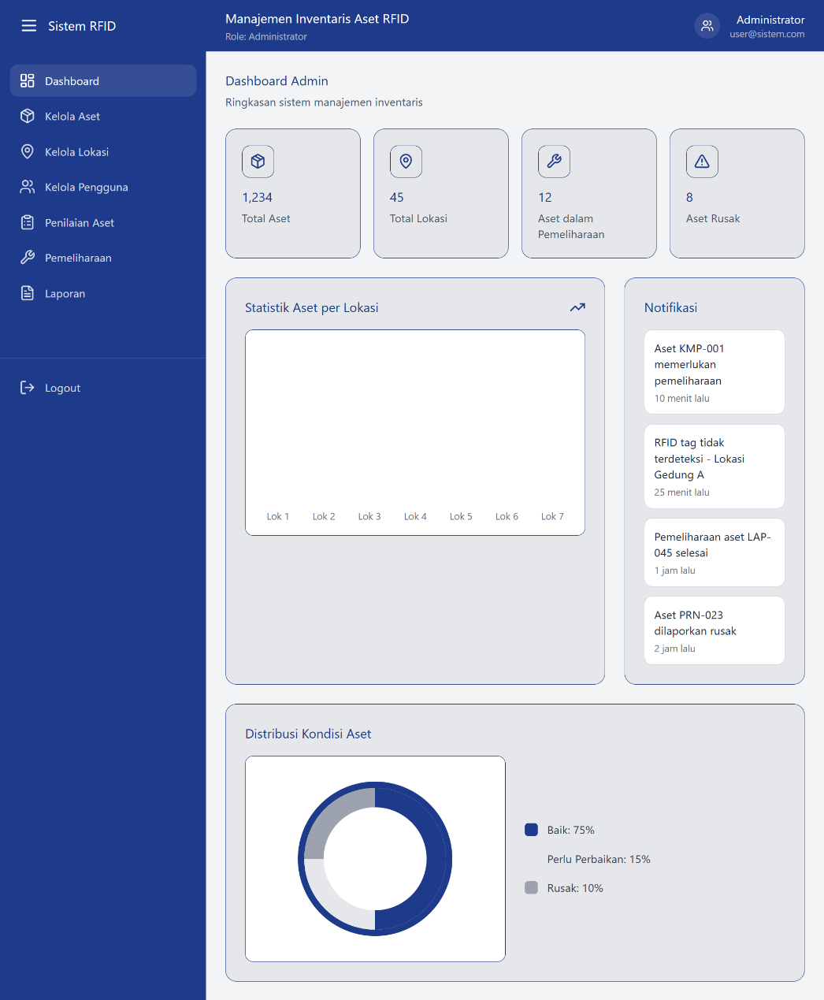 Sistem RFID
Manajemen Inventaris Aset RFID
Role: Administrator
Administrator
user@sistem.com
Dashboard
Kelola Aset
Kelola Lokasi
Kelola Pengguna
Penilaian Aset
Pemeliharaan
Laporan
Logout
Dashboard Admin
Ringkasan sistem manajemen inventaris
1,234
Total Aset
45
Total Lokasi
12
Aset dalam
Pemeliharaan
8
Aset Rusak
Statistik Aset per Lokasi
Lok 1
Lok 2
Lok 3
Lok 4
Lok 5
Lok 6
Lok 7
Notifikasi
Aset KMP-001
memerlukan
pemeliharaan
10 menit lalu
RFID tag tidak
terdeteksi - Lokasi
Gedung A
25 menit lalu
Pemeliharaan aset LAP-
045 selesai
1 jam lalu
Aset PRN-023
dilaporkan rusak
2 jam lalu
Distribusi Kondisi Aset
Baik: 75%
Perlu Perbaikan: 15%
Rusak: 10%